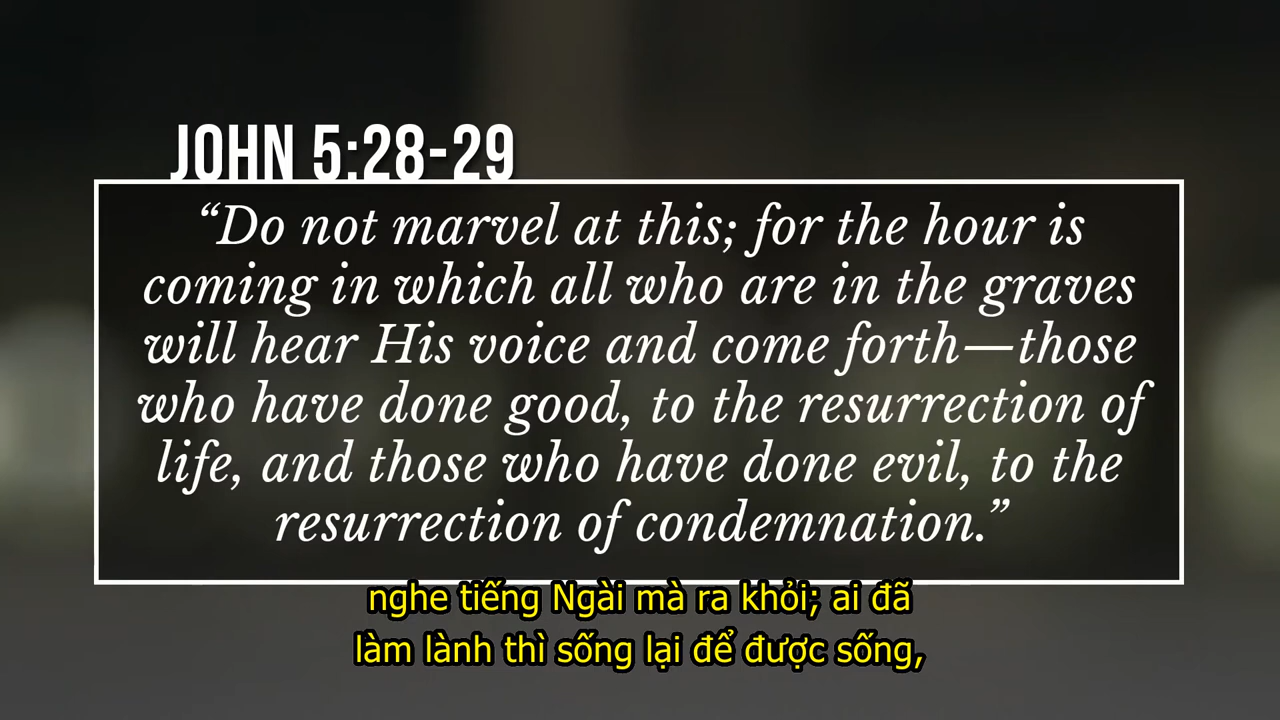 JOHN 5:28-29
“Do not marvel at this; for the hour is
coming in which all who are in the graves
will hear His voice and come forth—those
who have done good, to the resurrection of
life, and those who have done evil, to the
resurrection of condemnation.”
nghe tiếng Ngài mà ra khỏi; ai đã
làm lành thì sống lại để được sống,